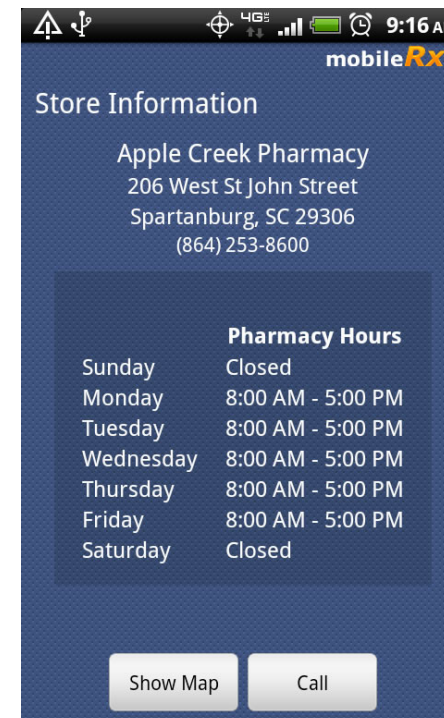 4G 9:16 A
mobileRx
Store Information
Apple Creek Pharmacy
206 West St John Street
Spartanburg, SC 29306
(864) 253-8600
Pharmacy Hours
Sunday Closed
Monday 8:00 AM - 5:00 PM
Tuesday 8:00 AM - 5:00 PM
Wednesday 8:00 AM - 5:00 PM
Thursday 8:00 AM - 5:00 PM
Friday 8:00 AM - 5:00 PM
Saturday Closed
Show Map Call